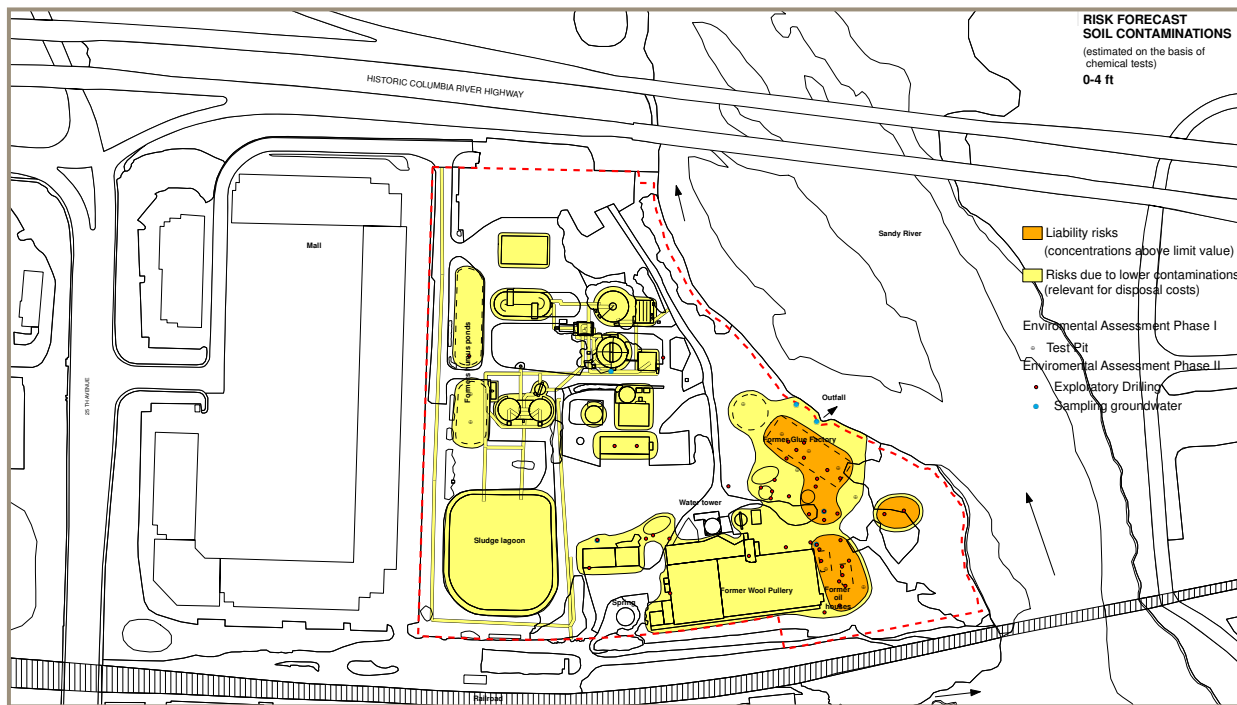 RISK FORECAST
SOIL CONTAMINATIONS
(estimated on the basis of
chemical tests)
0-4 ft
HISTORIC COLUMBIA RIVER HIGHWAY
Mall
Sandy River
Liability risks
(concentrations above limit value)
Risks due to lower contaminations
(relevant for disposal costs)
Enviromental Assessment Phase I
Test Pit
Enviromental Assessment Phase II
Exploratory Drilling
Sampling groundwater
25 TH AVENUE
Outfall
Former Glue Factory
Water tower
Sludge lagoon
Former Wool Pullery
Former
oil
houses
Spring
Railroad